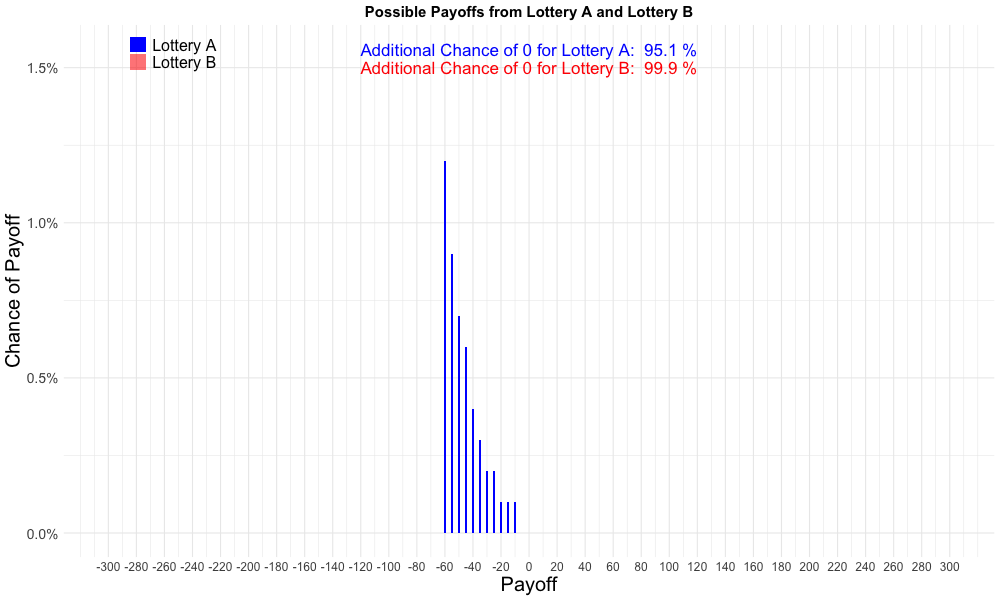 Possible Payoffs from Lottery A and Lottery B
Lottery A
Lottery B
Additional Chance of 0 for Lottery A: 95.1 %
Additional Chance of 0 for Lottery B: 99.9 %
Chance of Payoff
1.5%
1.0%
0.5%
0.0%
-300 -280 -260 -240 -220 -200 -180 -160 -140 -120 -100 -80 -60 -40 -20 0 20 40 60 80 100 120 140 160 180 200 220 240 260 280 300
Payoff